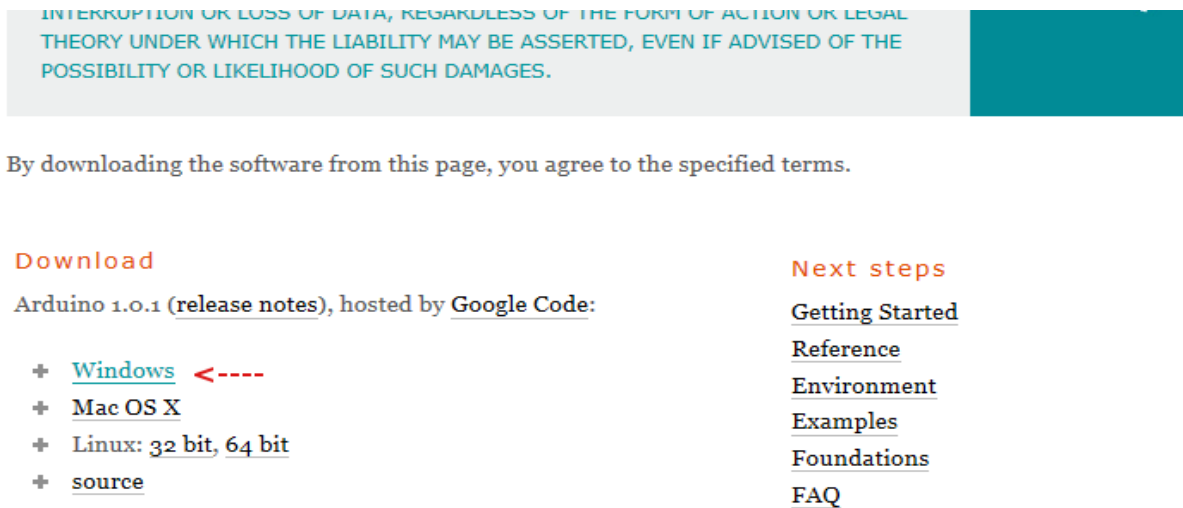 INTERRUPTION OR LOSS OF DATA, REGARDLESS OF THE FORM OF ACTION OR LEGAL
THEORY UNDER WHICH THE LIABILITY MAY BE ASSERTED, EVEN IF ADVISED OF THE
POSSIBILITY OR LIKELIHOOD OF SUCH DAMAGES.
By downloading the software from this page, you agree to the specified terms.
Download
Arduino 1.0.1 (release notes), hosted by Google Code:
Windows <----
Mac OS X
Linux: 32 bit, 64 bit
source
Next steps
Getting Started
Reference
Environment
Examples
Foundations
FAQ